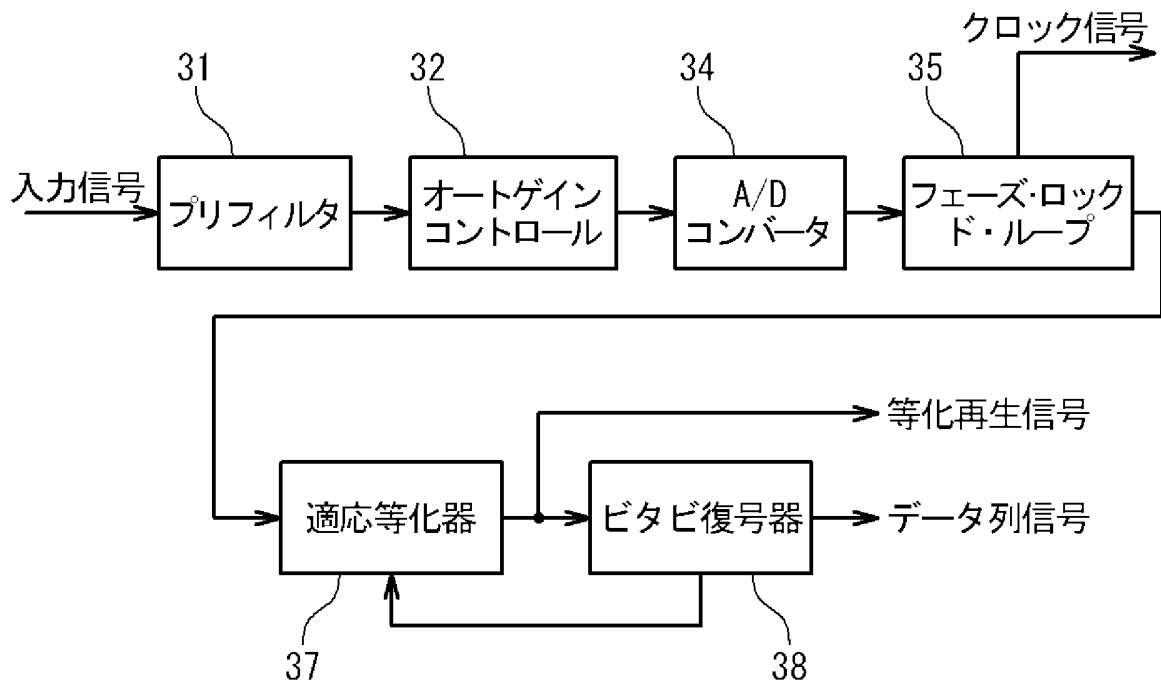 クロック信号
31
32
34
35
入力信号
プリフィルタ
オートゲイン
コントロール
A/D
コンバータ
フェーズ・ロック
ド・ループ
等化再生信号
適応等化器
ビタビ復号器
データ列信号
37
38